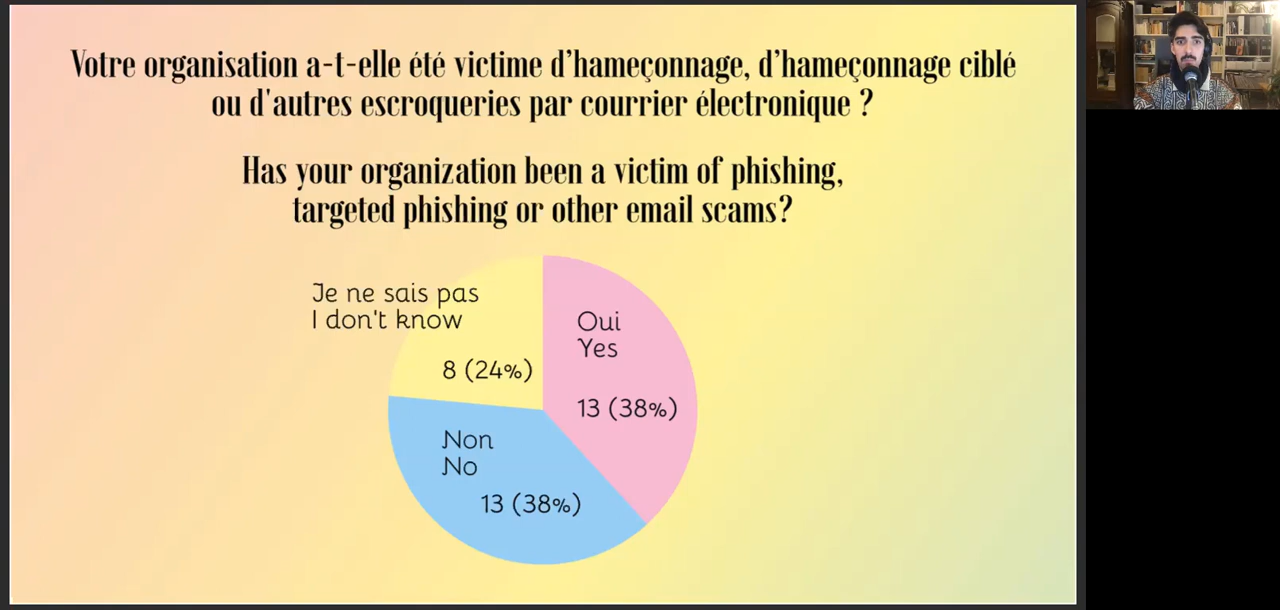 Votre organisation a-t-elle été victime d’hameçonnage, d’hameçonnage ciblé
ou d'autres escroqueries par courrier électronique ?
Has your organization been a victim of phishing,
targeted phishing or other email scams?
Je ne sais pas
I don't know
8 (24%)
Oui
Yes
13 (38%)
Non
No
13 (38%)